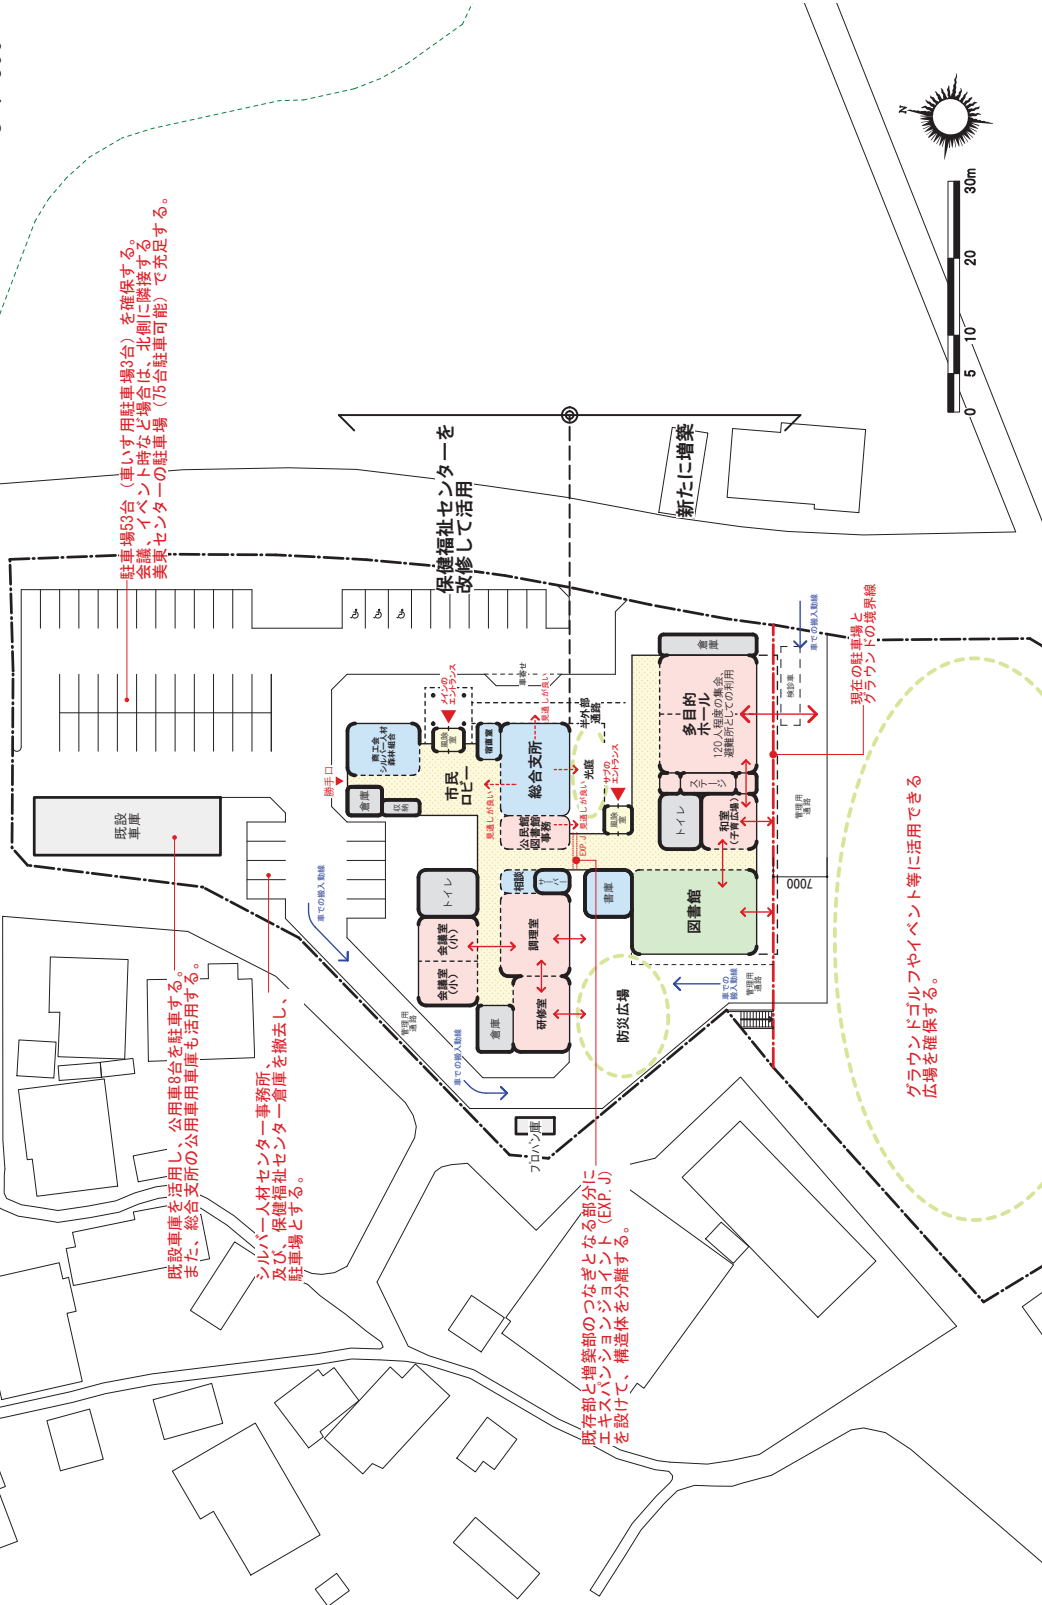 駐車場53台（車いす用駐車場3台）を確保する。
会議、イベント時など場合は、北側に隣接する
美東センターの駐車場（75台駐車可能）で充足する。
既設車庫を活用し、公用車8台を駐車する。
また、総合支所の公用車用車庫も活用する。
シルバー人材センター事務所、
及び、保健福祉センター倉庫を撤去し、
駐車場とする。
既設
車庫
勝手口
倉庫
収納
商工会
シルバー人材
森林組合
市民
ロビー
風除
室
メインの
エントランス
宿直室
車寄せ
保健福祉センターを
改修して活用
新たに増築
総合支所
公民館
図書館
事務
見通しが良い
見通しが良い
見通しが良い
半外部
通路
光庭
サブの
エントランス
風除
室
EXP.J
トイレ
会議室
(小)
会議室
(小)
相談
サーバー
調理室
研修室
倉庫
書庫
図書館
トイレ
和室
(子育広場)
ステージ
多目的
ホール
120人程度の集会、
避難所としての利用
倉庫
検診車
車での搬入動線
車での搬入動線
車での搬入動線
車での
搬入動線
管理用
通路
管理用
通路
管理用
通路
7000
防災広場
プロパン庫
既存部と増築部のつなぎとなる部分に
エキスパンションジョイント（EXP.J)
を設けて、構造体を分離する。
現在の駐車場と
グラウンドの境界線
グラウンドゴルフやイベント等に活用できる
広場を確保する。
N
0
5
10
20
30m